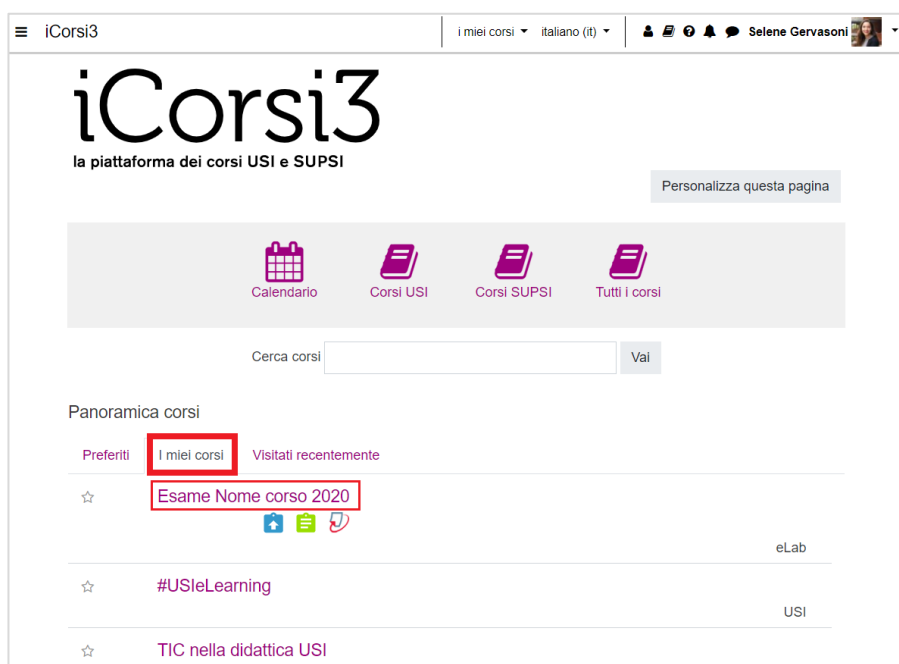 iCorsi3 i miei corsi italiano (it) Selene Gervasoni
iCorsi3
la piattaforma dei corsi USI e SUPSI
Personalizza questa pagina
Calendario Corsi USI Corsi SUPSI Tutti i corsi
Cerca corsi Vai
Panoramica corsi
Preferiti I miei corsi Visitati recentemente
Esame Nome corso 2020
eLab
#USIeLearning
USI
TIC nella didattica USI